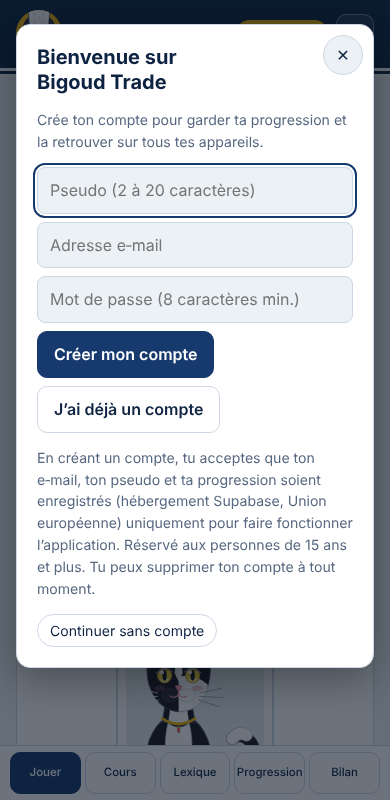 Bienvenue sur
Bigoud Trade
✕
Crée ton compte pour garder ta progression et
la retrouver sur tous tes appareils.
Pseudo (2 à 20 caractères)
Adresse e-mail
Mot de passe (8 caractères min.)
Créer mon compte
J’ai déjà un compte
En créant un compte, tu acceptes que ton
e-mail, ton pseudo et ta progression soient
enregistrés (hébergement Supabase, Union
européenne) uniquement pour faire fonctionner
l’application. Réservé aux personnes de 15 ans
et plus. Tu peux supprimer ton compte à tout
moment.
Continuer sans compte
Jouer
Cours
Lexique
Progression
Bilan